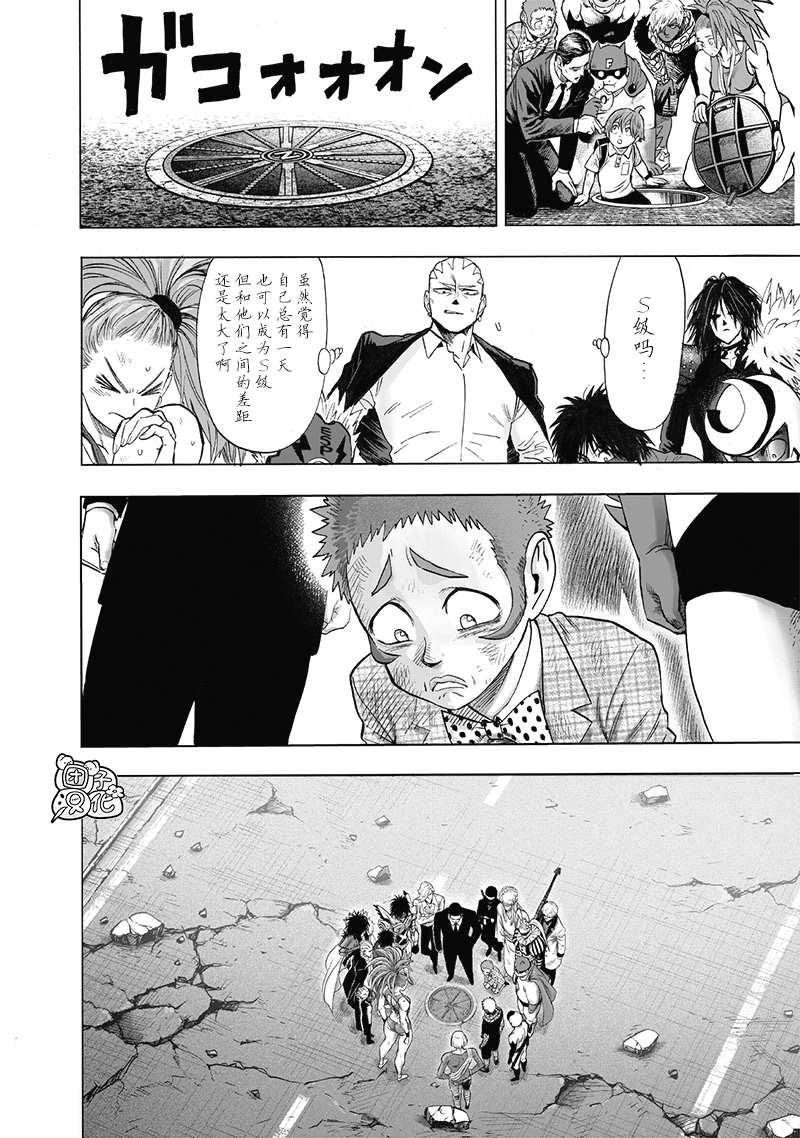 F
ガコォオオン
S级吗…
虽然觉得
自己总有一天
也可以成为S级
但和他们之间的差距
还是太大了啊
团子
汉化